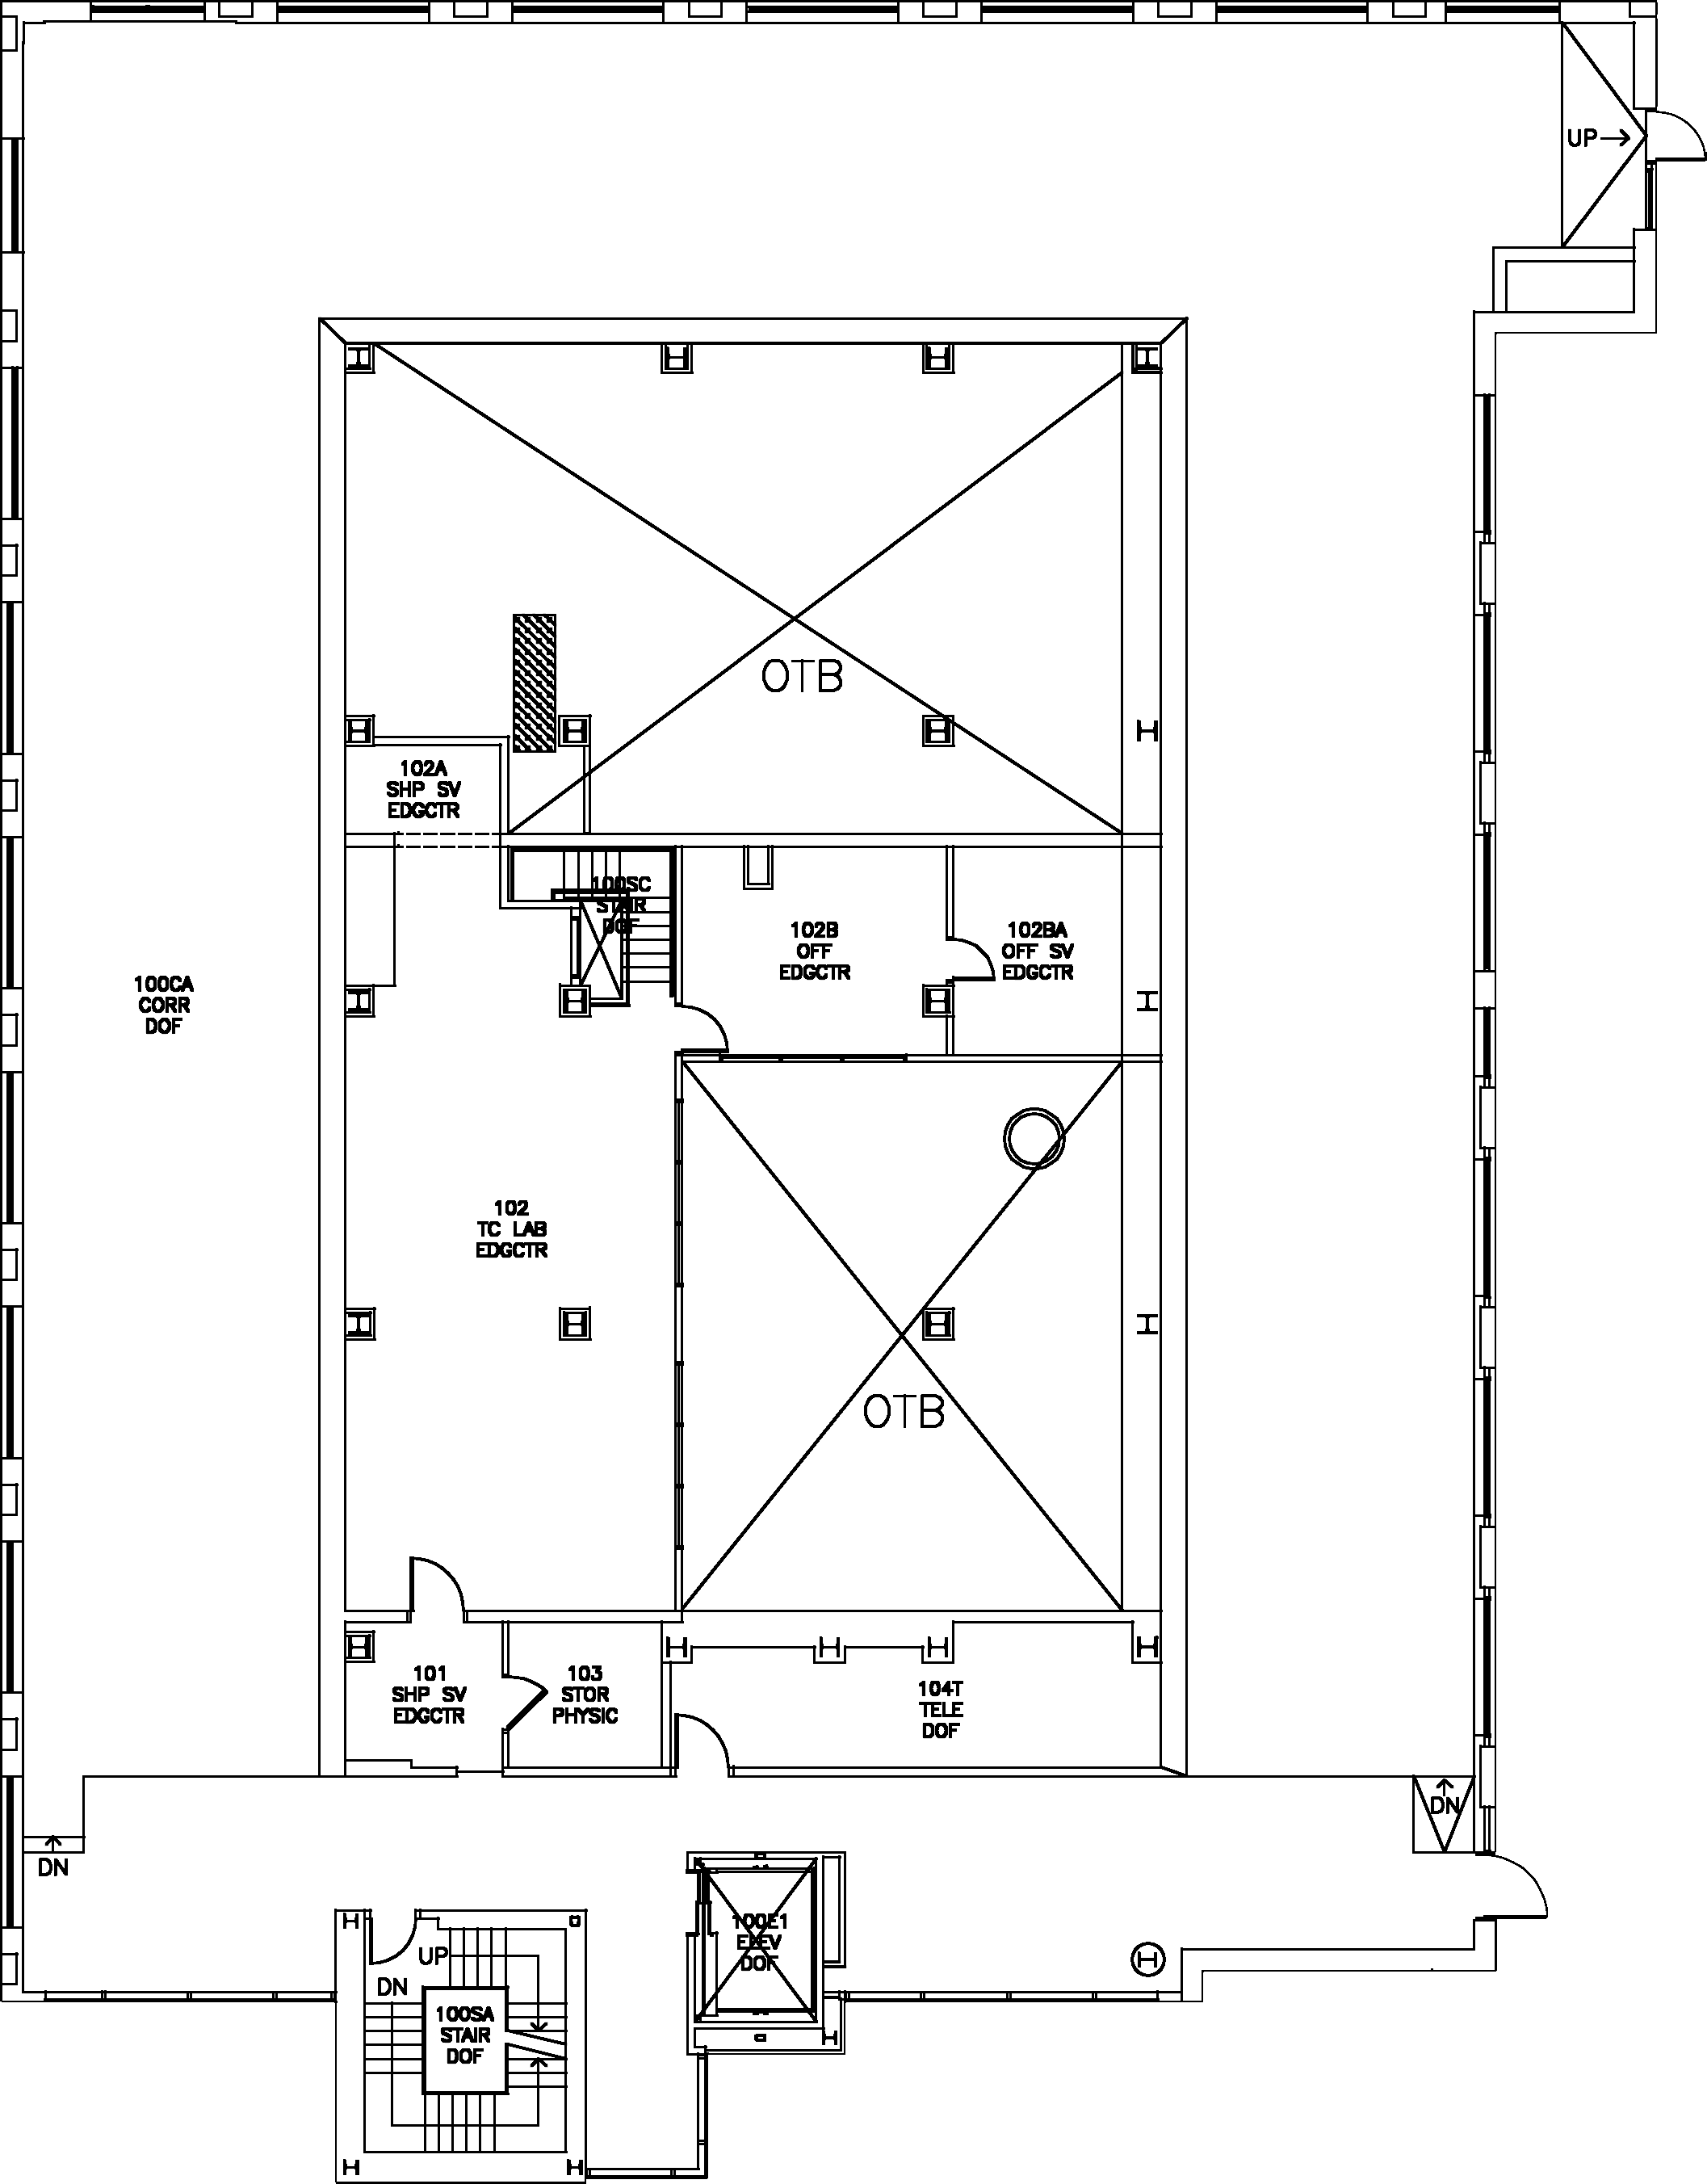 UP
OTB
102A
SHP SV
EDGCTR
100SC
STAIR
DOF
102B
OFF
EDGCTR
102BA
OFF SV
EDGCTR
100CA
CORR
DOF
102
TC LAB
EDGCTR
OTB
101
SHP SV
EDGCTR
103
STOR
PHYSIC
104T
TELE
DOF
DN
DN
100E1
ELEV
DOF
UP
DN
100SA
STAIR
DOF